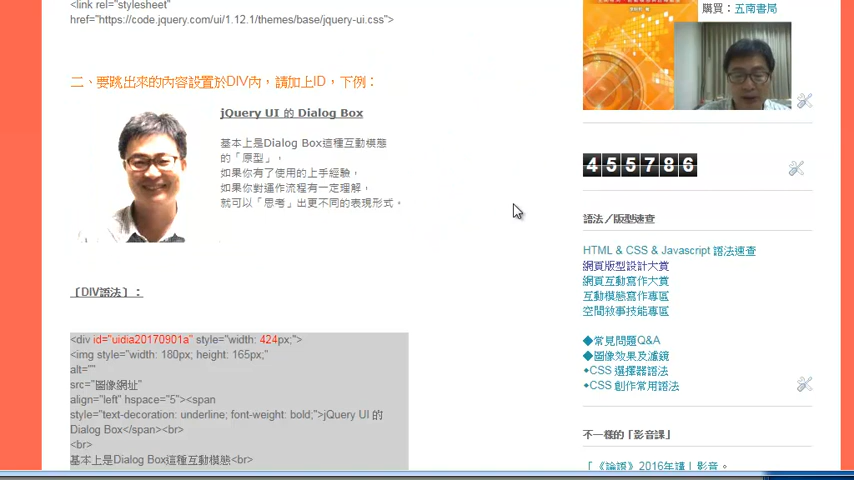 <link rel="stylesheet"
href="https://code.jquery.com/ui/1.12.1/themes/base/jquery-ui.css">
二、要跳出來的內容設置於DIV內，請加上ID，下例：
jQuery UI 的 Dialog Box
基本上是Dialog Box這種互動模態
的「原型」，
如果你有了使用的上手經驗，
如果你對運作流程有一定理解，
就可以「思考」出更不同的表現形式。
〔DIV語法〕：
<div id="uidia20170901a" style="width: 424px;">
<img style="width: 180px; height: 165px;"
alt=""
src="圖像網址"
align="left" hspace="5"><span
style="text-decoration: underline; font-weight: bold;">jQuery UI 的
Dialog Box</span><br>
<br>
基本上是Dialog Box這種互動模態<br>
購買：五南書局
455786
語法／版型速查
HTML & CSS & Javascript 語法速查
網頁版型設計大賞
網頁互動寫作大賞
互動模態寫作專區
空間敘事技能專區
◆常見問題Q&A
◆圖像效果及濾鏡
◆CSS 選擇器語法
◆CSS 創作常用語法
不一樣的「影音課」
「《論語》2016年講」影音。